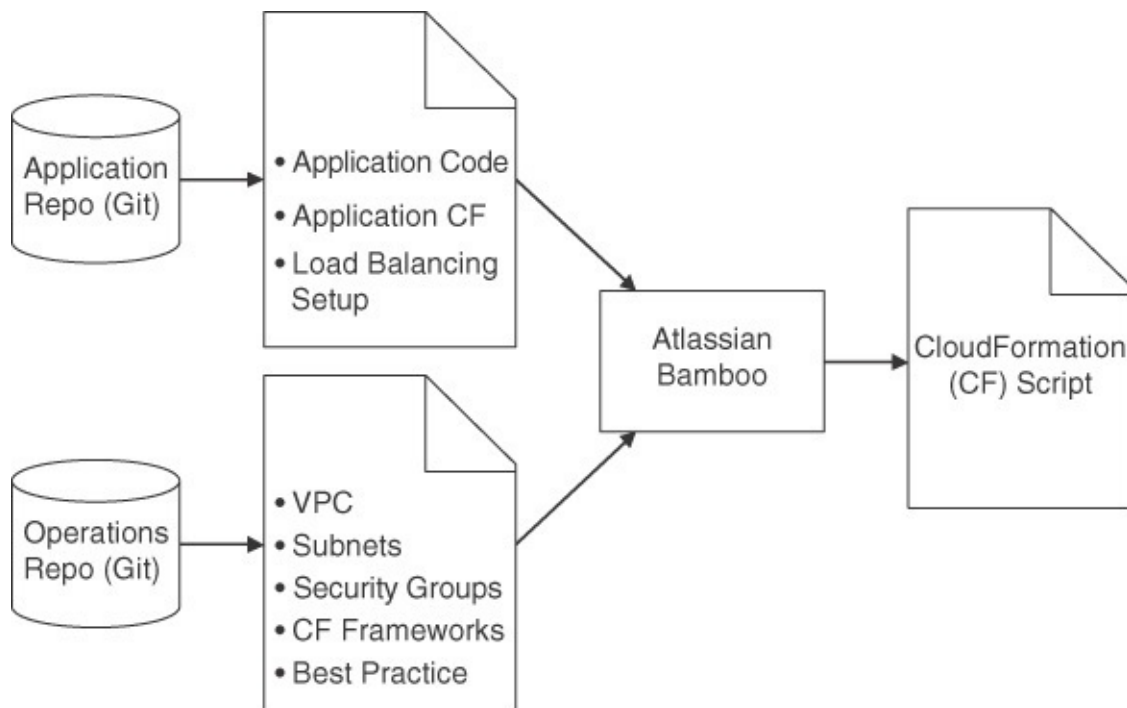 Application
Repo (Git)
• Application Code
• Application CF
• Load Balancing
Setup
Operations
Repo (Git)
• VPC
• Subnets
• Security Groups
• CF Frameworks
• Best Practice
Atlassian
Bamboo
CloudFormation
(CF) Script